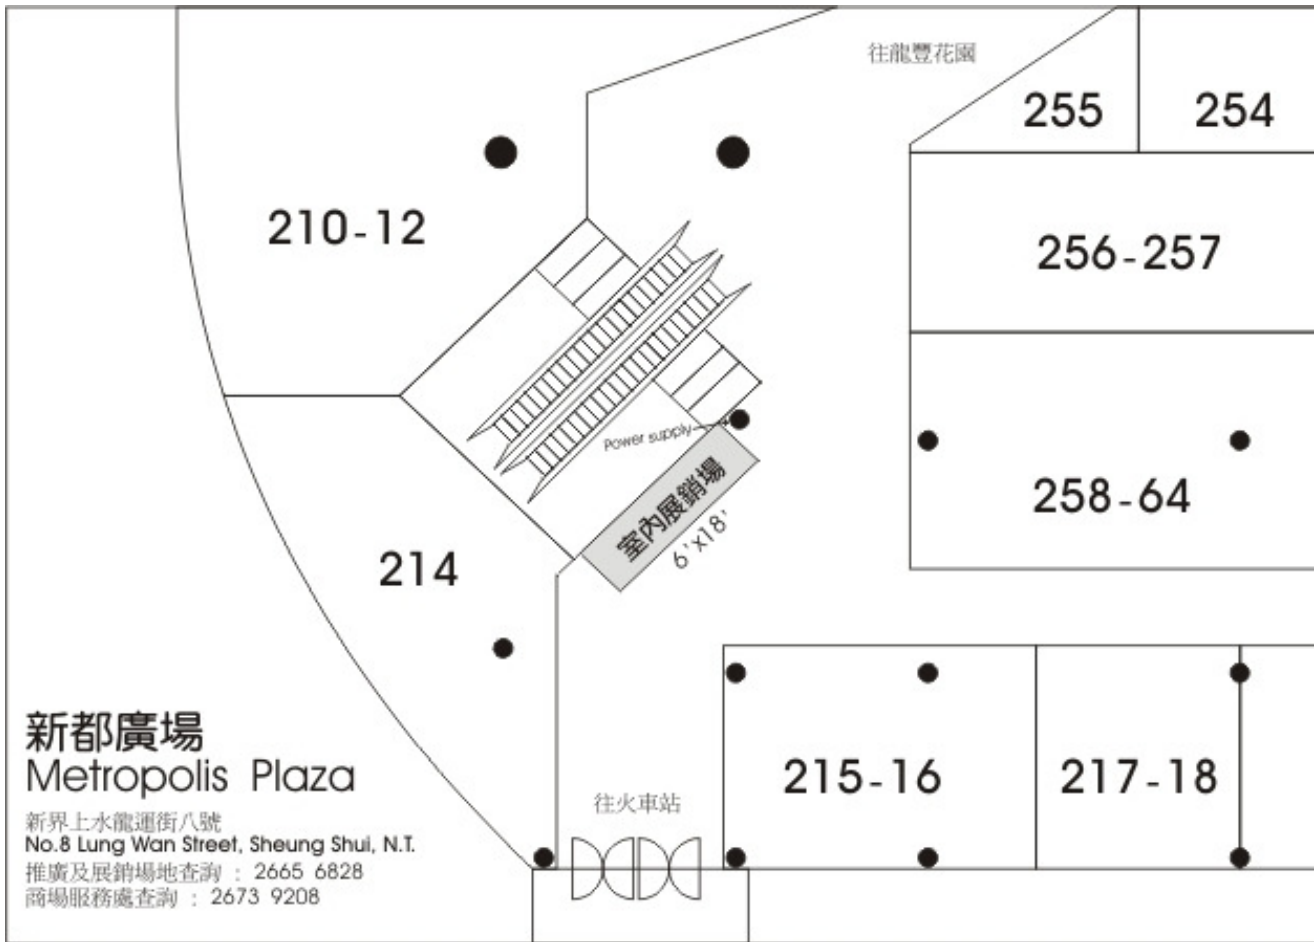 往龍豐花園
255
254
210-12
256-257
Power supply
258-64
室內展銷場
6'x18'
214
新都廣場
Metropolis Plaza
215-16
217-18
往火車站
新界上水龍運街八號
No.8 Lung Wan Street, Sheung Shui, N.T.
推廣及展銷場地查詢 : 2665 6828
商場服務處查詢 : 2673 9208